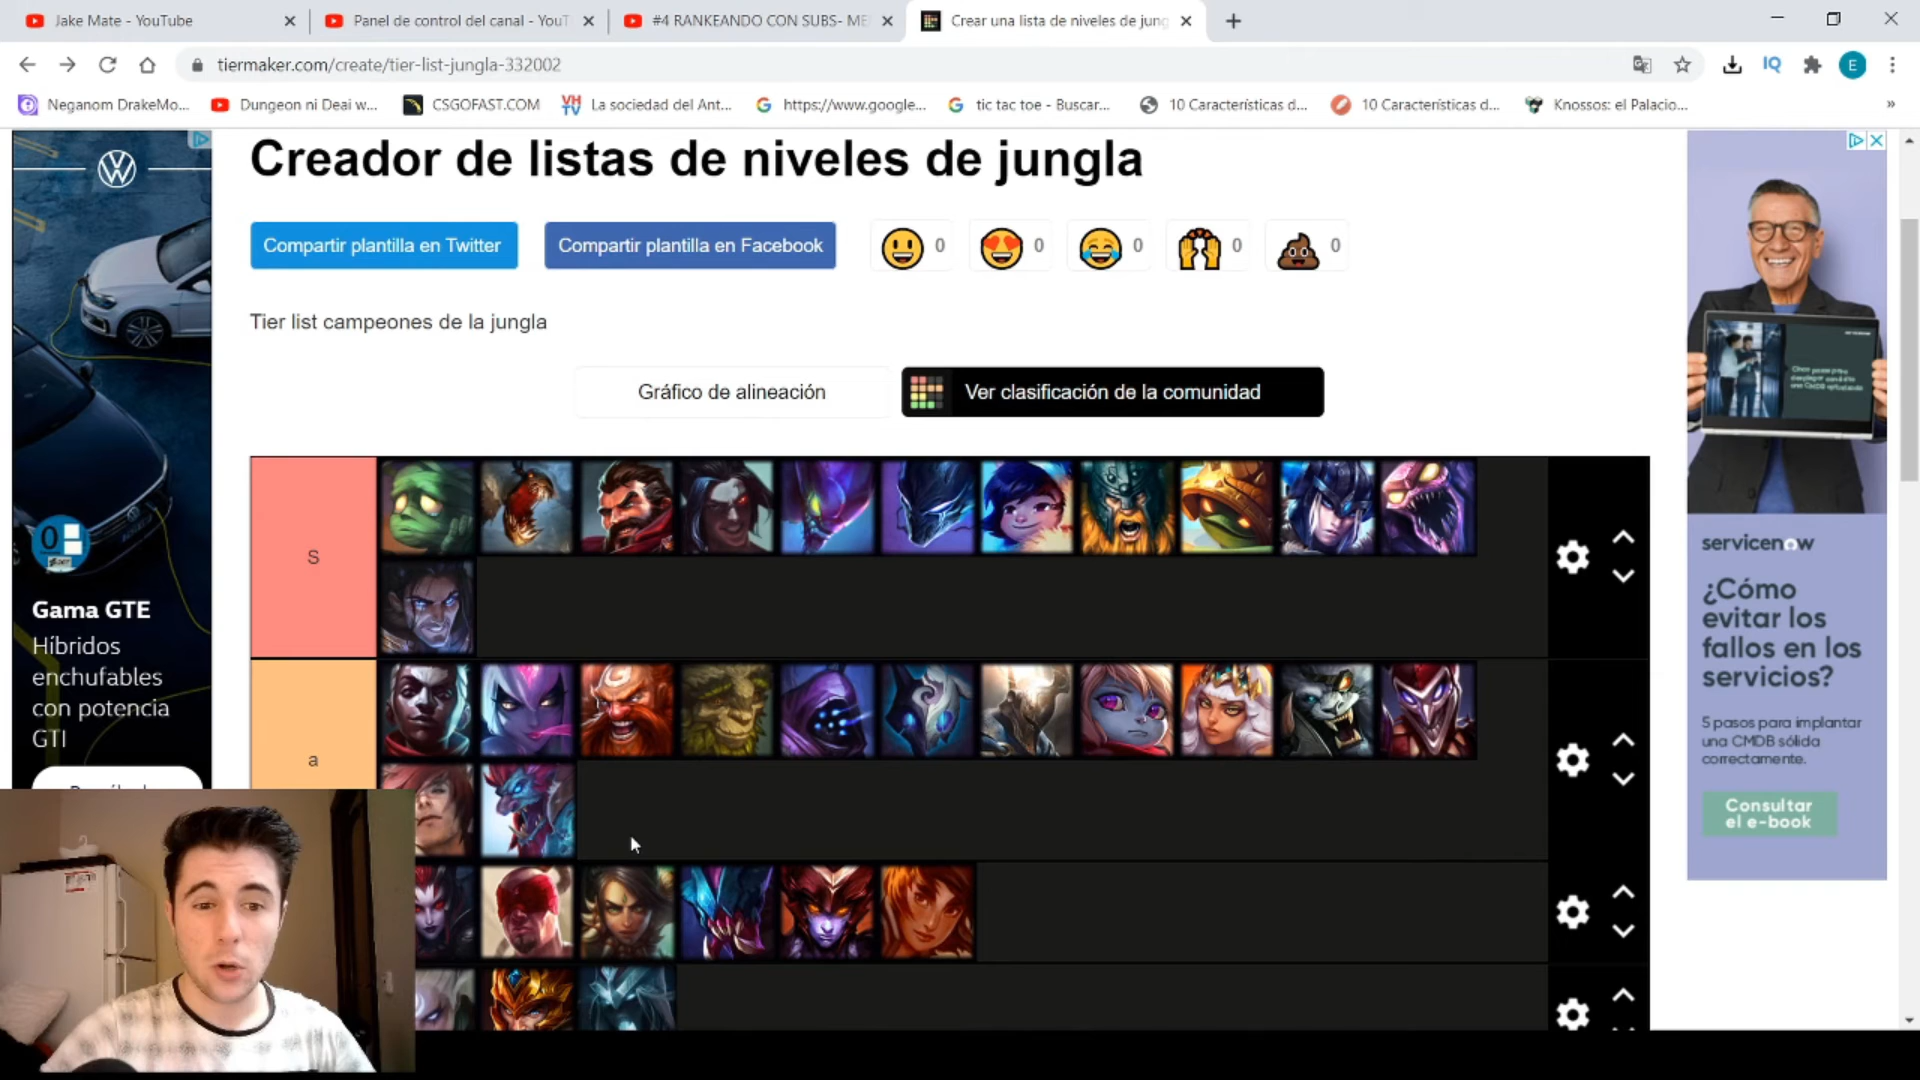 Jake Mate - YouTube
Panel de control del canal - YouT
#4 RANKEANDO CON SUBS- ME
Crear una lista de niveles de jung
tiermaker.com/create/tier-list-jungla-332002
IQ
E
Neganom DrakeMo...
Dungeon ni Deai w...
CSGOFAST.COM
VH TV
La sociedad del Ant...
https://www.google...
tic tac toe - Buscar...
10 Características d...
10 Características d...
Knossos: el Palacio...
»
Creador de listas de niveles de jungla
Compartir plantilla en Twitter
Compartir plantilla en Facebook
0
0
0
0
0
Tier list campeones de la jungla
Gráfico de alineación
Ver clasificación de la comunidad
S
a
Gama GTE
Híbridos
enchufables
con potencia
GTI
servicenow
¿Cómo
evitar los
fallos en los
servicios?
5 pasos para implantar
una CMDB sólida
correctamente.
Consultar
el e-book